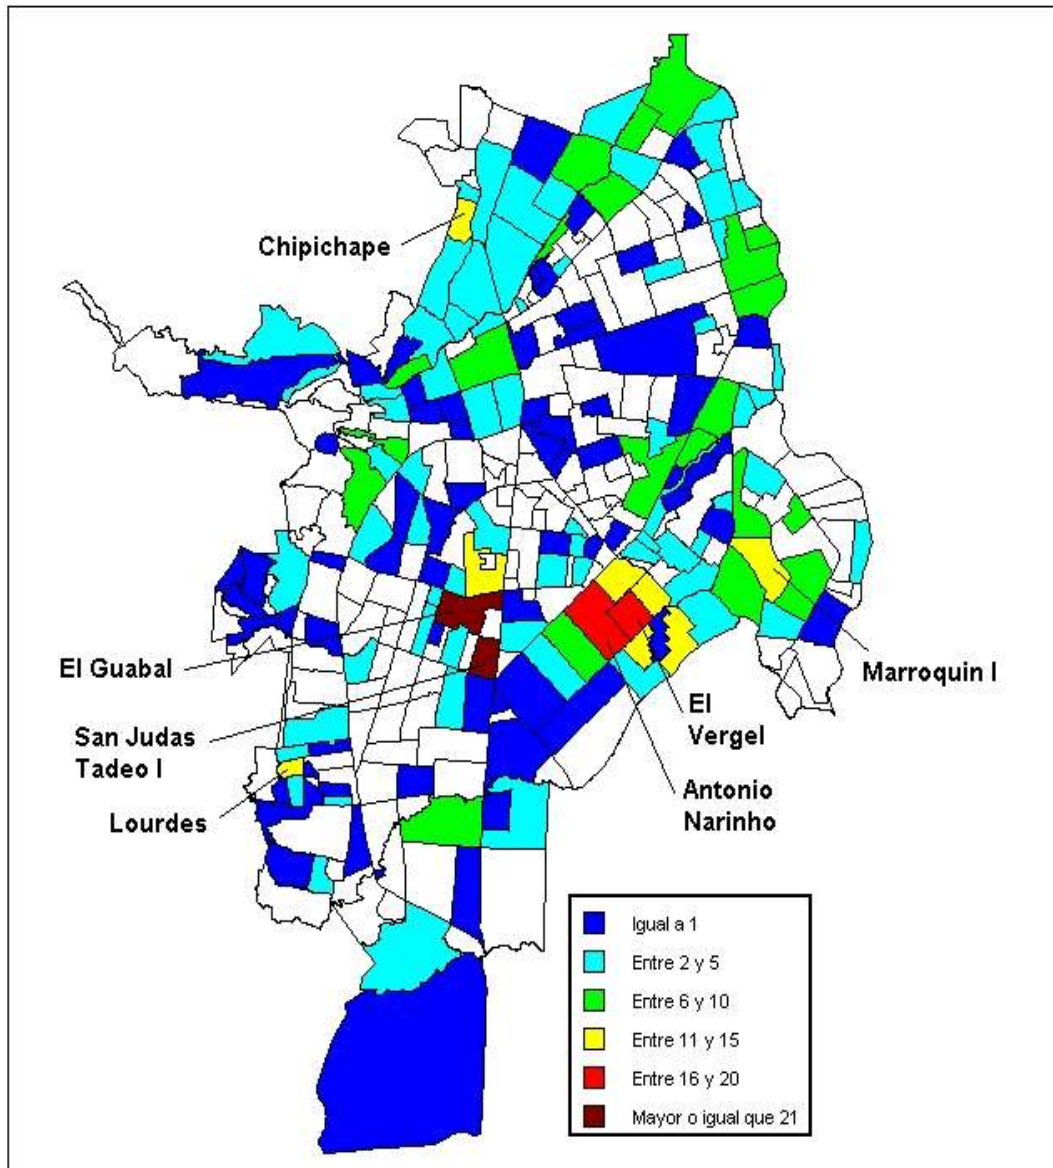 Chipichape
El Guabal
Marroquin I
El
Vergel
San Judas
Tadeo I
Antonio
Narinho
Lourdes
Igual a 1
Entre 2 y 5
Entre 6 y 10
Entre 11 y 15
Entre 16 y 20
Mayor o igual que 21